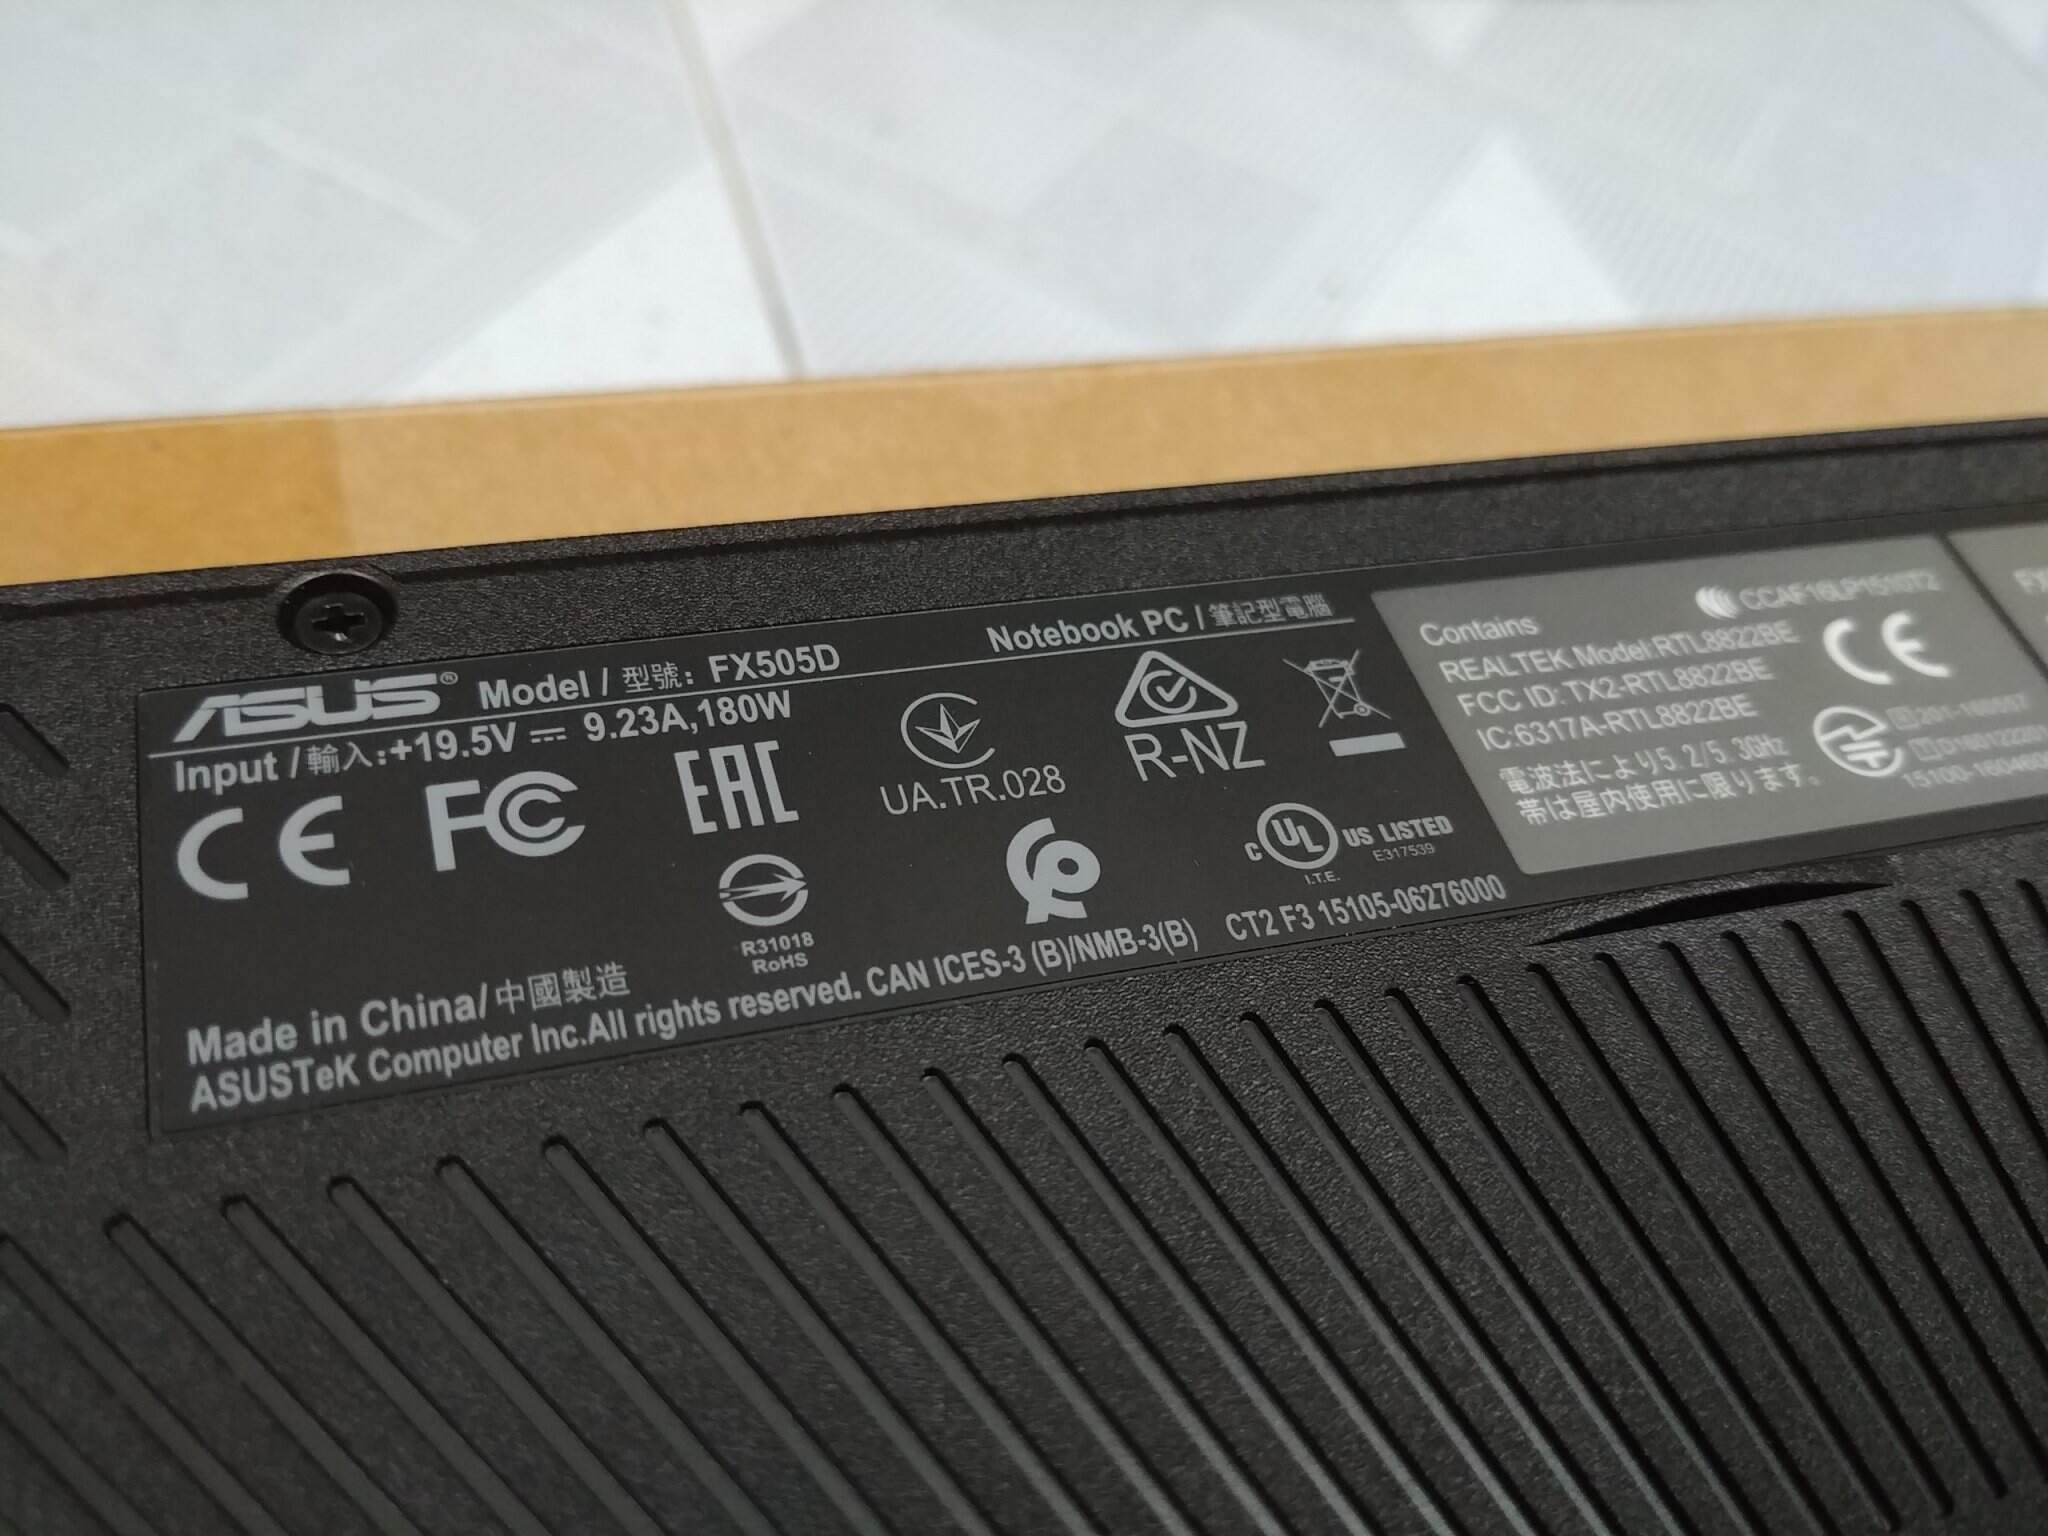 ASUS® Model / 型號: FX505D Notebook PC / 筆記型電腦
Input / 輸入:+19.5V ⎓ 9.23A,180W
CE FC EAC UA.TR.028 R-NZ
R31018
RoHS
c UL US LISTED
E317539
I.T.E.
Made in China/中國製造
ASUSTeK Computer Inc.All rights reserved. CAN ICES-3 (B)/NMB-3(B) CT2 F3 15105-06276000
Contains
REALTEK Model:RTL8822BE
FCC ID: TX2-RTL8822BE
IC:6317A-RTL8822BE
電波法により5.2/5.3GHz
帯は屋内使用に限ります。
CE